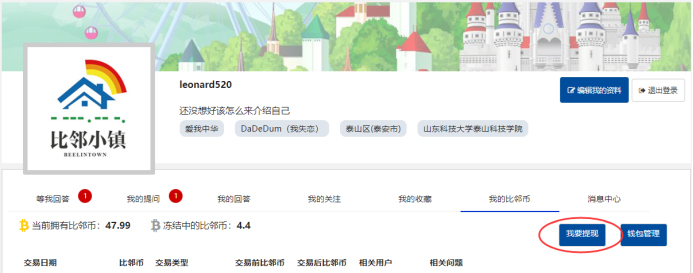 leonard520
编辑我的资料
退出登录
还没想好该怎么来介绍自己
愛我中华 DaDeDum（我失恋） 泰山区(泰安市) 山东科技大学泰山科技学院
比邻小镇
BEELINTOWN
等我回答 1 我的提问 1 我的回答 我的关注 我的收藏 我的比邻币 消息中心
当前拥有比邻币：47.99 冻结中的比邻币：4.4
我要提现 钱包管理
交易日期 比邻币 交易类型 交易前比邻币 交易后比邻币 相关用户 相关问题